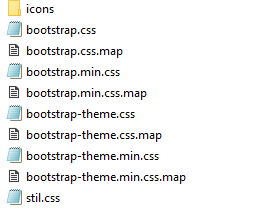 icons
bootstrap.css
bootstrap.css.map
bootstrap.min.css
bootstrap.min.css.map
bootstrap-theme.css
bootstrap-theme.css.map
bootstrap-theme.min.css
bootstrap-theme.min.css.map
stil.css